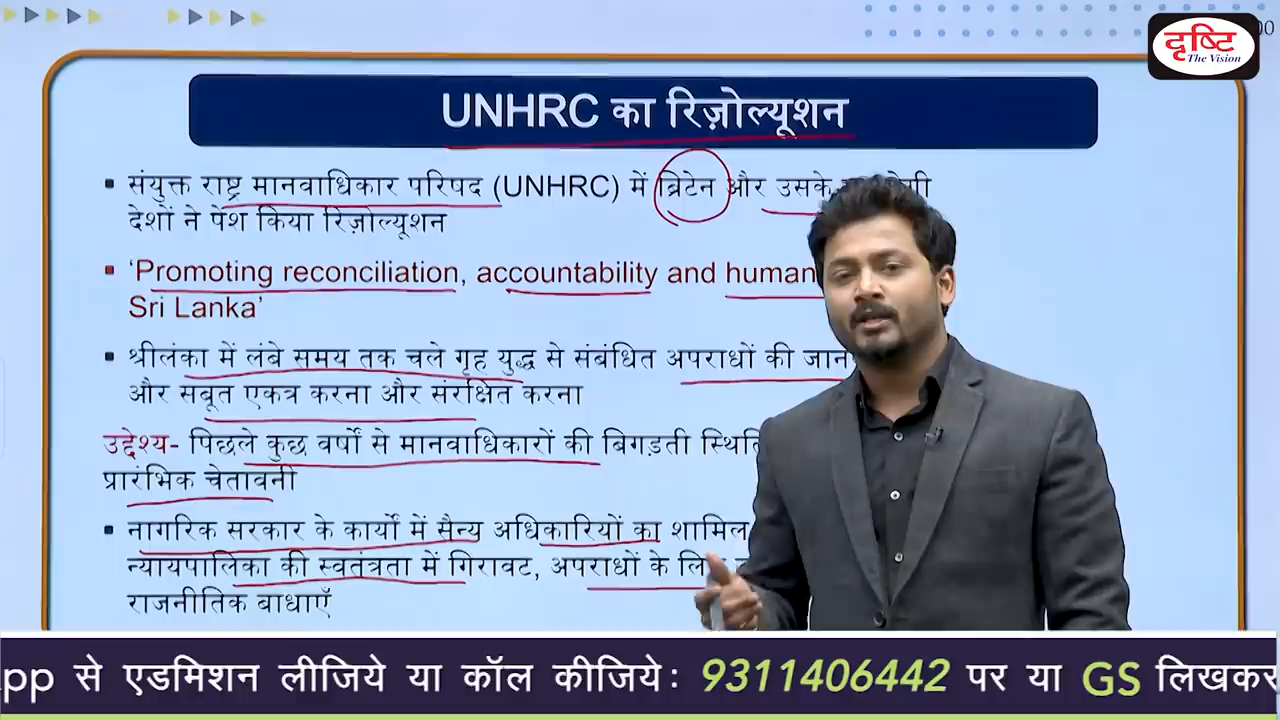 00
दृष्टि
The Vision
UNHRC का रिज़ोल्यूशन
▪ संयुक्त राष्ट्र मानवाधिकार परिषद (UNHRC) में ब्रिटेन और उसके
देशों ने पेश किया रिज़ोल्यूशन
▪ ‘Promoting reconciliation, accountability and human
Sri Lanka’
▪ श्रीलंका में लंबे समय तक चले गृह युद्ध से संबंधित अपराधों की
और सबूत एकत्र करना और संरक्षित करना
उद्देश्य- पिछले कुछ वर्षों से मानवाधिकारों की बिगड़ती
प्रारंभिक चेतावनी
▪ नागरिक सरकार के कार्यों में सैन्य अधिकारियों का शामिल
न्यायपालिका की स्वतंत्रता में गिरावट, अपराधों के
राजनीतिक बाधाएँ
pp से एडमिशन लीजिये या कॉल कीजिये: 9311406442 पर या GS लिखकर